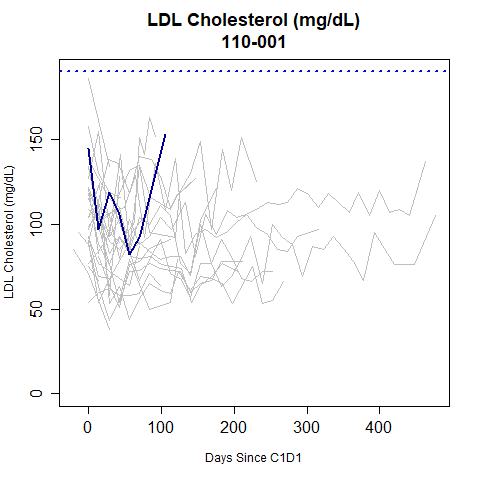 LDL Cholesterol (mg/dL)
110-001
LDL Cholesterol (mg/dL)
150
100
50
0
0 100 200 300 400
Days Since C1D1